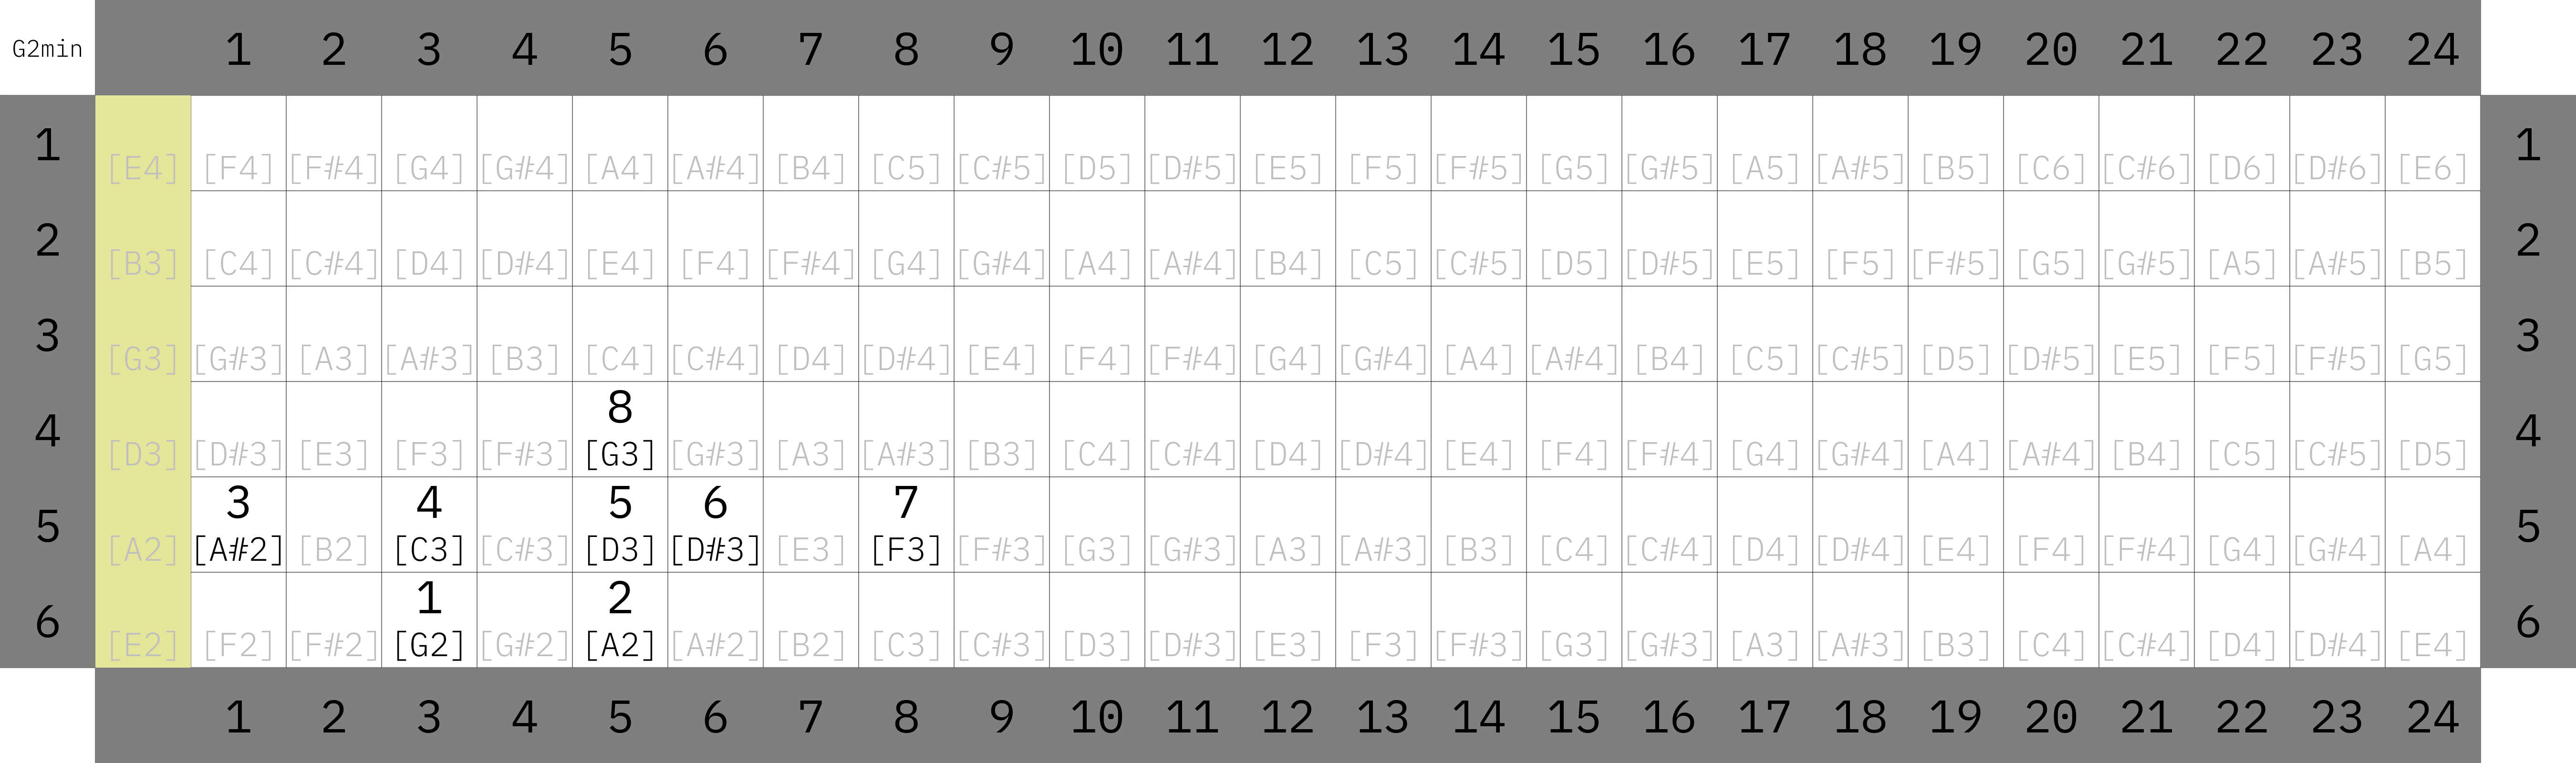 G2min 1 2 3 4 5 6 7 8 9 10 11 12 13 14 15 16 17 18 19 20 21 22 23 24
1 [E4] [F4] [F#4] [G4] [G#4] [A4] [A#4] [B4] [C5] [C#5] [D5] [D#5] [E5] [F5] [F#5] [G5] [G#5] [A5] [A#5] [B5] [C6] [C#6] [D6] [D#6] [E6] 1
2 [B3] [C4] [C#4] [D4] [D#4] [E4] [F4] [F#4] [G4] [G#4] [A4] [A#4] [B4] [C5] [C#5] [D5] [D#5] [E5] [F5] [F#5] [G5] [G#5] [A5] [A#5] [B5] 2
3 [G3] [G#3] [A3] [A#3] [B3] [C4] [C#4] [D4] [D#4] [E4] [F4] [F#4] [G4] [G#4] [A4] [A#4] [B4] [C5] [C#5] [D5] [D#5] [E5] [F5] [F#5] [G5] 3
8
4 [D3] [D#3] [E3] [F3] [F#3] [G3] [G#3] [A3] [A#3] [B3] [C4] [C#4] [D4] [D#4] [E4] [F4] [F#4] [G4] [G#4] [A4] [A#4] [B4] [C5] [C#5] [D5] 4
3 4 5 6 7
5 [A2] [A#2] [B2] [C3] [C#3] [D3] [D#3] [E3] [F3] [F#3] [G3] [G#3] [A3] [A#3] [B3] [C4] [C#4] [D4] [D#4] [E4] [F4] [F#4] [G4] [G#4] [A4] 5
1 2
6 [E2] [F2] [F#2] [G2] [G#2] [A2] [A#2] [B2] [C3] [C#3] [D3] [D#3] [E3] [F3] [F#3] [G3] [G#3] [A3] [A#3] [B3] [C4] [C#4] [D4] [D#4] [E4] 6
1 2 3 4 5 6 7 8 9 10 11 12 13 14 15 16 17 18 19 20 21 22 23 24